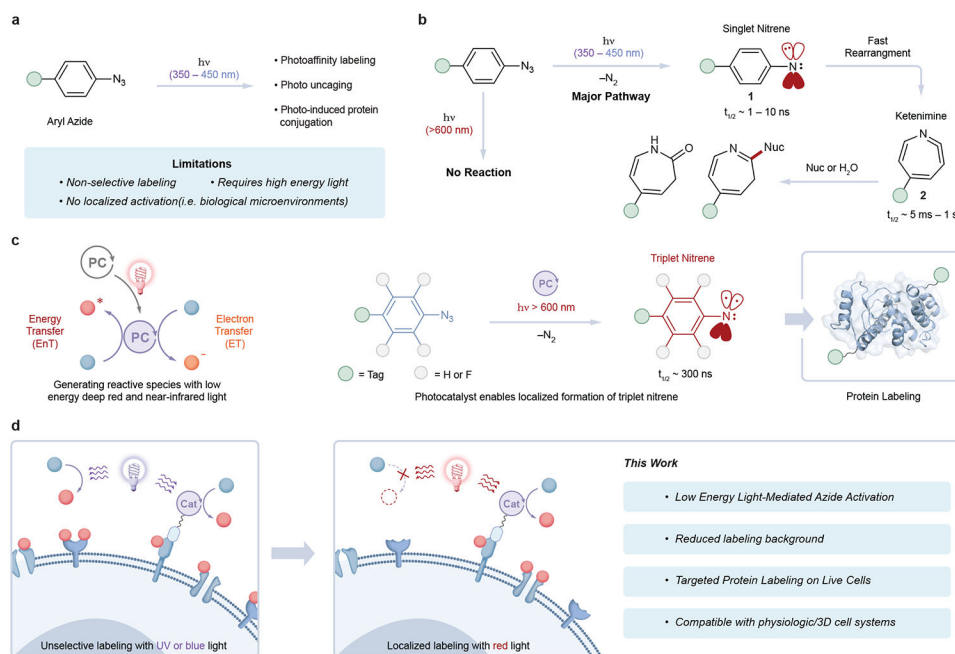 a
hν
(350 – 450 nm)
N₃
Aryl Azide
• Photoaffinity labeling
• Photo uncaging
• Photo-induced protein
conjugation
Limitations
• Non-selective labeling
• Requires high energy light
• No localized activation(i.e. biological microenvironments)
b
N₃
hν
(350 – 450 nm)
–N₂
Major Pathway
hν
(>600 nm)
No Reaction
Singlet Nitrene
N:
1
t₁/₂ ~ 1 – 10 ns
Fast
Rearrangment
Ketenimine
N
2
t₁/₂ ~ 5 ms – 1 s
Nuc or H₂O
H
N
O
N
Nuc
c
PC
*
Energy
Transfer
(EnT)
PC
Electron
Transfer
(ET)
–
Generating reactive species with low
energy deep red and near-infrared light
N₃
= Tag
= H or F
PC
hν > 600 nm
–N₂
Triplet Nitrene
N:
t₁/₂ ~ 300 ns
Photocatalyst enables localized formation of triplet nitrene
Protein Labeling
d
Cat
Unselective labeling with UV or blue light
Cat
Localized labeling with red light
This Work
• Low Energy Light-Mediated Azide Activation
• Reduced labeling background
• Targeted Protein Labeling on Live Cells
• Compatible with physiologic/3D cell systems